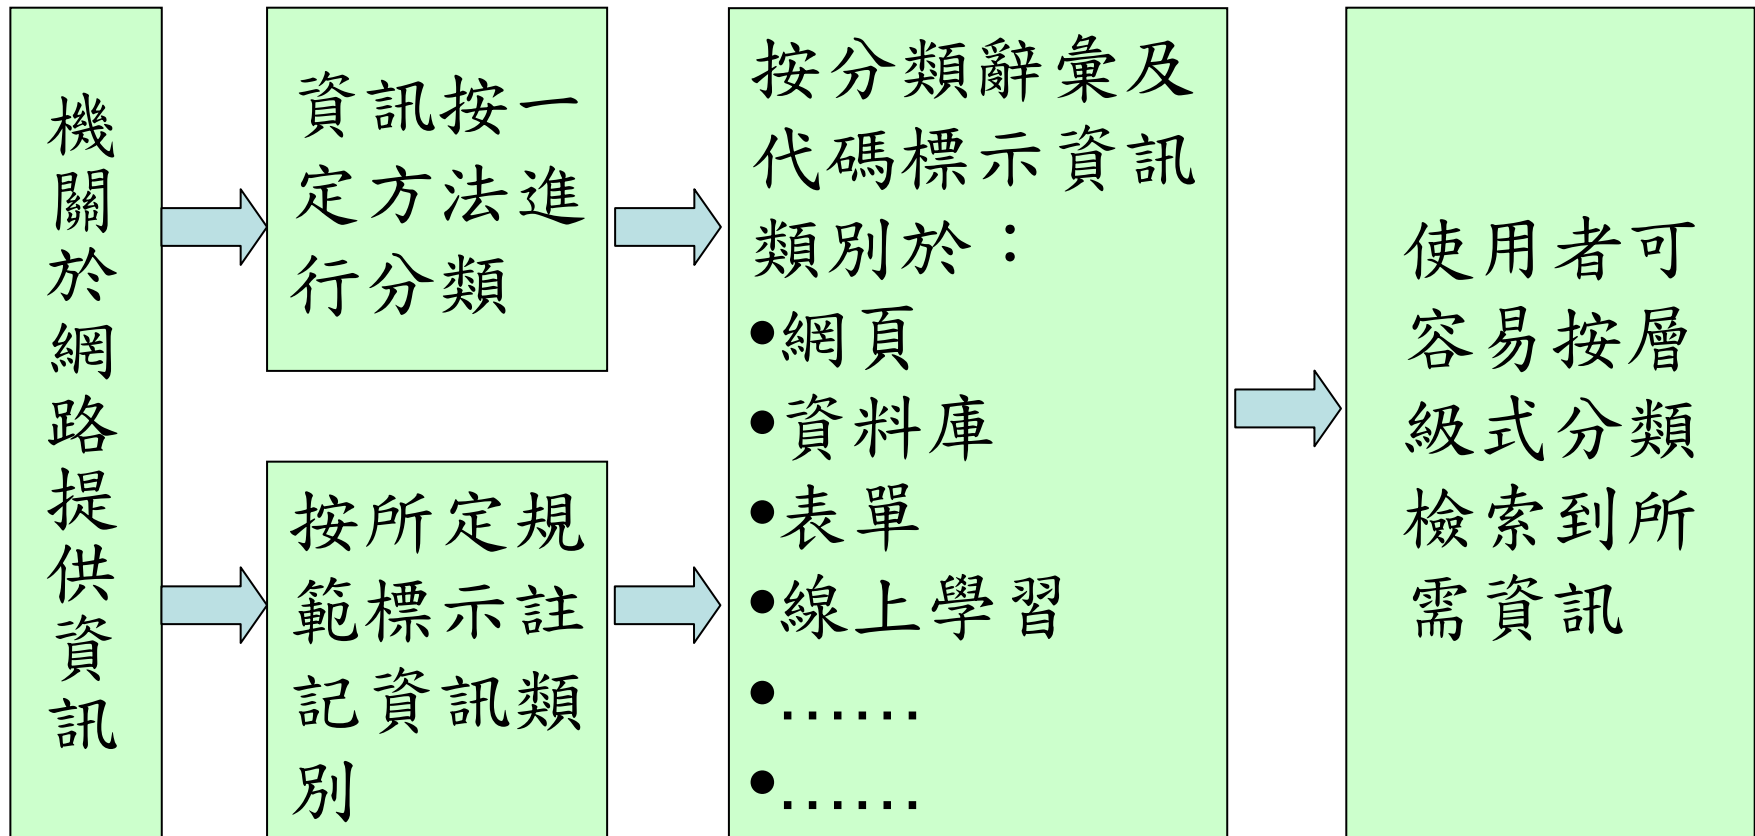 機關於網路提供資訊
資訊按一
定方法進
行分類
按所定規
範標示註
記資訊類
別
按分類辭彙及
代碼標示資訊
類別於：
•網頁
•資料庫
•表單
•線上學習
•……
•……
使用者可
容易按層
級式分類
檢索到所
需資訊